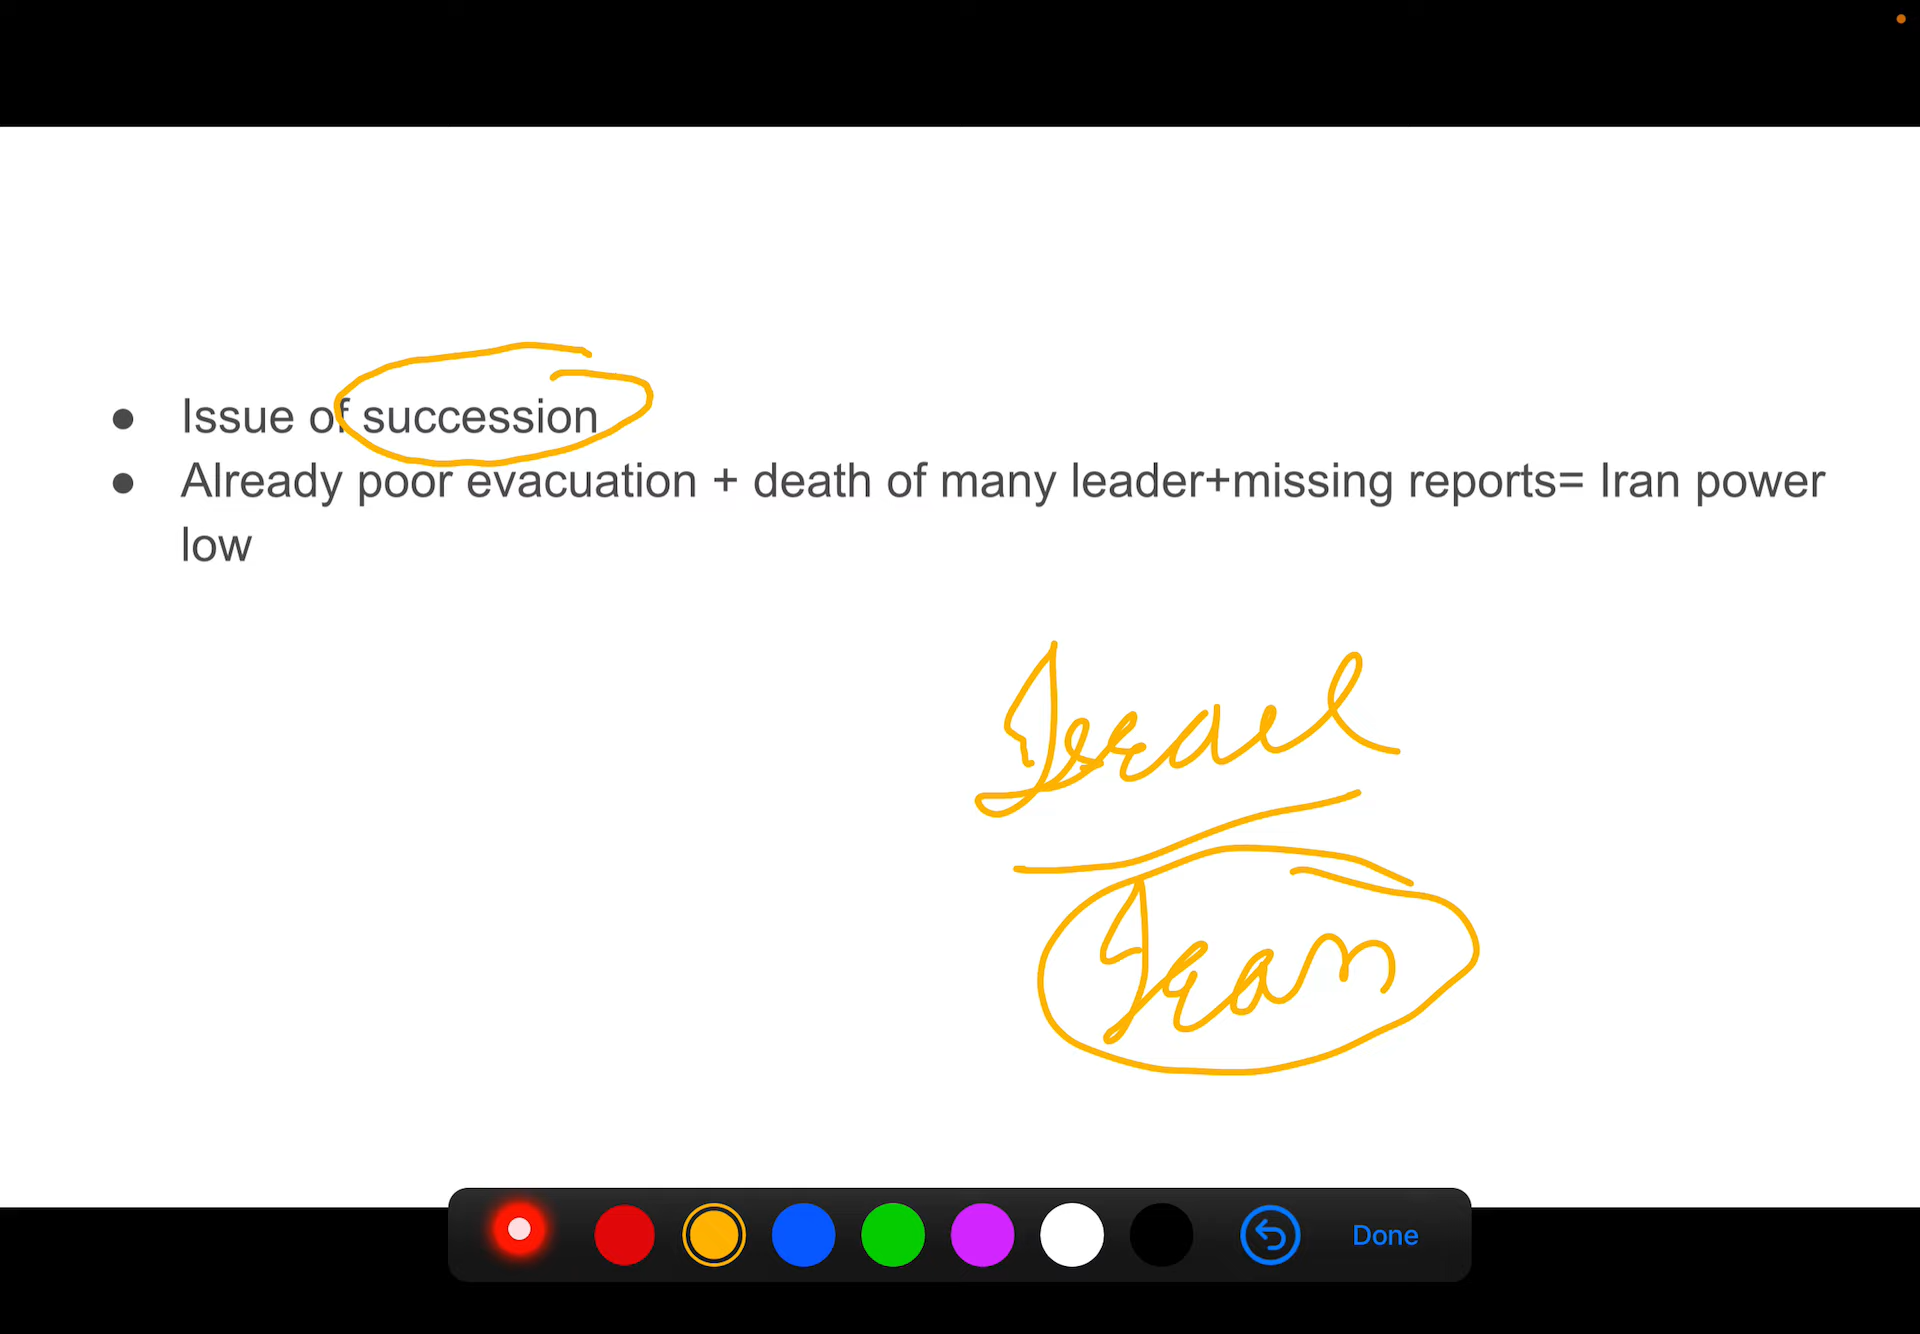 ● Issue of succession
● Already poor evacuation + death of many leader+missing reports= Iran power
low
Israel
Iran
Done